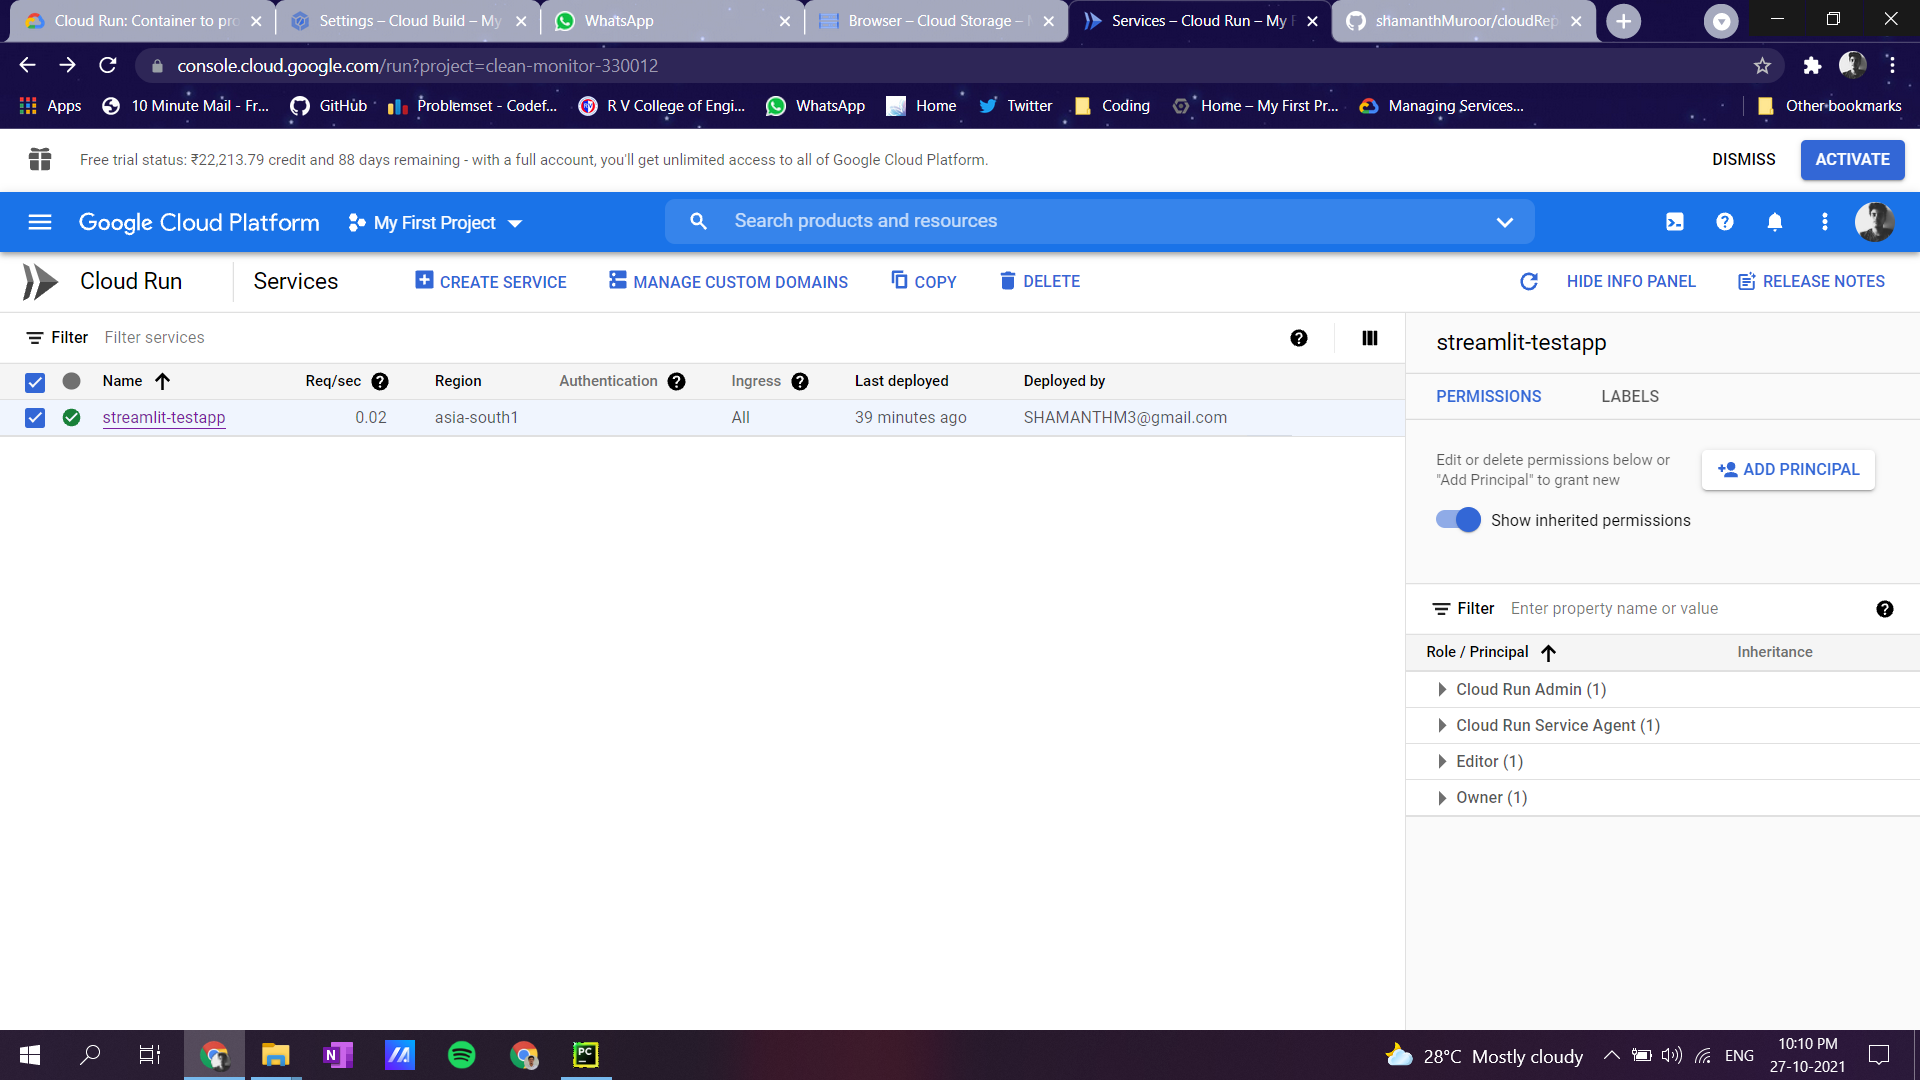 Cloud Run: Container to pro
Settings – Cloud Build – My
WhatsApp
Browser – Cloud Storage –
Services – Cloud Run – My F
shamanthMuroor/cloudRep
console.cloud.google.com/run?project=clean-monitor-330012
Apps
10 Minute Mail - Fr...
GitHub
Problemset - Codef...
R V College of Engi...
WhatsApp
Home
Twitter
Coding
Home – My First Pr...
Managing Services...
Other bookmarks
Free trial status: ₹22,213.79 credit and 88 days remaining - with a full account, you'll get unlimited access to all of Google Cloud Platform.
DISMISS
ACTIVATE
Google Cloud Platform
My First Project
Search products and resources
Cloud Run
Services
CREATE SERVICE
MANAGE CUSTOM DOMAINS
COPY
DELETE
HIDE INFO PANEL
RELEASE NOTES
Filter
Filter services
Name
Req/sec
Region
Authentication
Ingress
Last deployed
Deployed by
streamlit-testapp
0.02
asia-south1
All
39 minutes ago
SHAMANTHM3@gmail.com
streamlit-testapp
PERMISSIONS
LABELS
Edit or delete permissions below or
"Add Principal" to grant new
ADD PRINCIPAL
Show inherited permissions
Filter
Enter property name or value
Role / Principal
Inheritance
Cloud Run Admin (1)
Cloud Run Service Agent (1)
Editor (1)
Owner (1)
N
PC
28°C Mostly cloudy
ENG
10:10 PM
27-10-2021